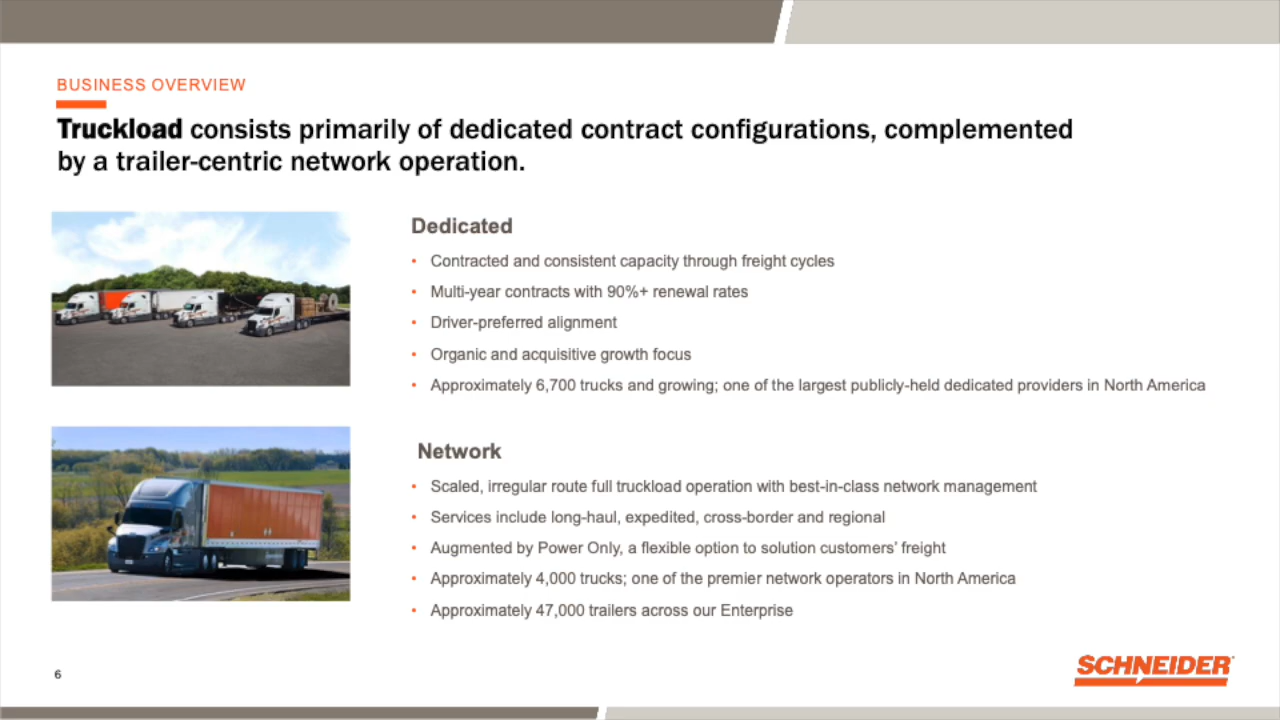 BUSINESS OVERVIEW
Truckload consists primarily of dedicated contract configurations, complemented
by a trailer-centric network operation.
Dedicated
• Contracted and consistent capacity through freight cycles
• Multi-year contracts with 90%+ renewal rates
• Driver-preferred alignment
• Organic and acquisitive growth focus
• Approximately 6,700 trucks and growing; one of the largest publicly-held dedicated providers in North America
Network
• Scaled, irregular route full truckload operation with best-in-class network management
• Services include long-haul, expedited, cross-border and regional
• Augmented by Power Only, a flexible option to solution customers' freight
• Approximately 4,000 trucks; one of the premier network operators in North America
• Approximately 47,000 trailers across our Enterprise
6
SCHNEIDER